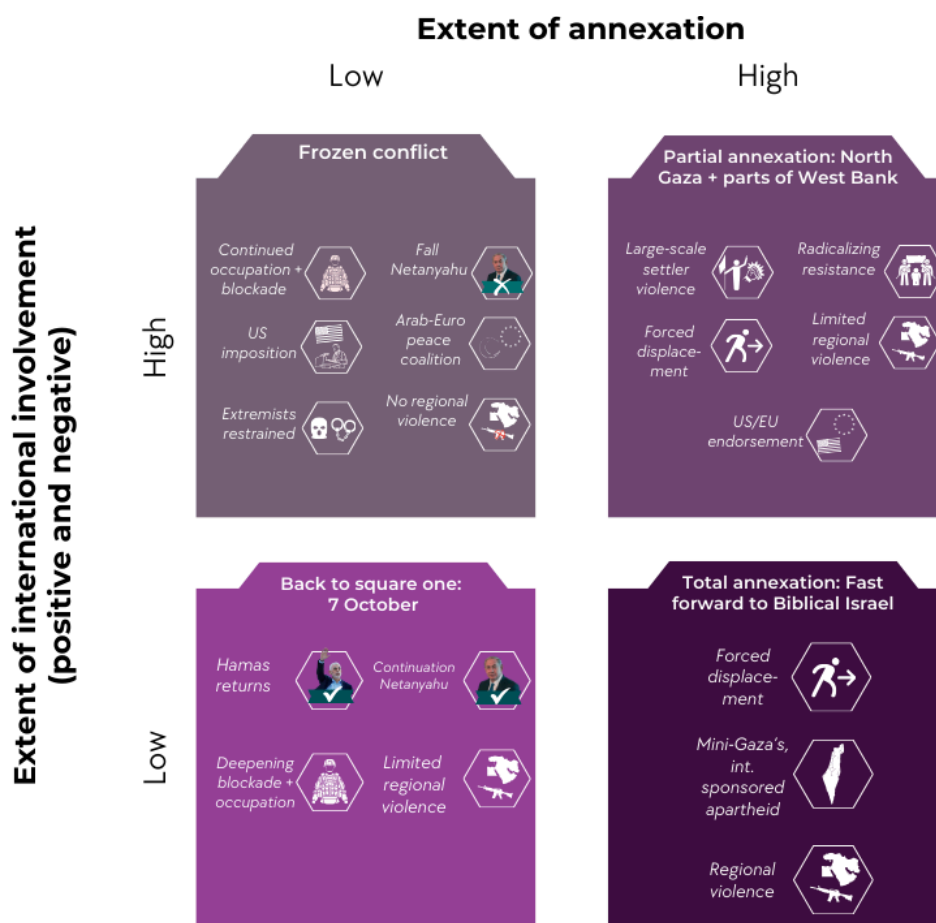 Extent of annexation
Low
High
Extent of international involvement
(positive and negative)
High
Low
Frozen conflict
Continued
occupation +
blockade
Fall
Netanyahu
US
imposition
Arab-Euro
peace
coalition
Extremists
restrained
No regional
violence
Partial annexation: North
Gaza + parts of West Bank
Large-scale
settler
violence
Radicalizing
resistance
Forced
displace-
ment
Limited
regional
violence
US/EU
endorsement
Back to square one:
7 October
Hamas
returns
Continuation
Netanyahu
Deepening
blockade +
occupation
Limited
regional
violence
Total annexation: Fast
forward to Biblical Israel
Forced
displace-
ment
Mini-Gaza's,
int.
sponsored
apartheid
Regional
violence